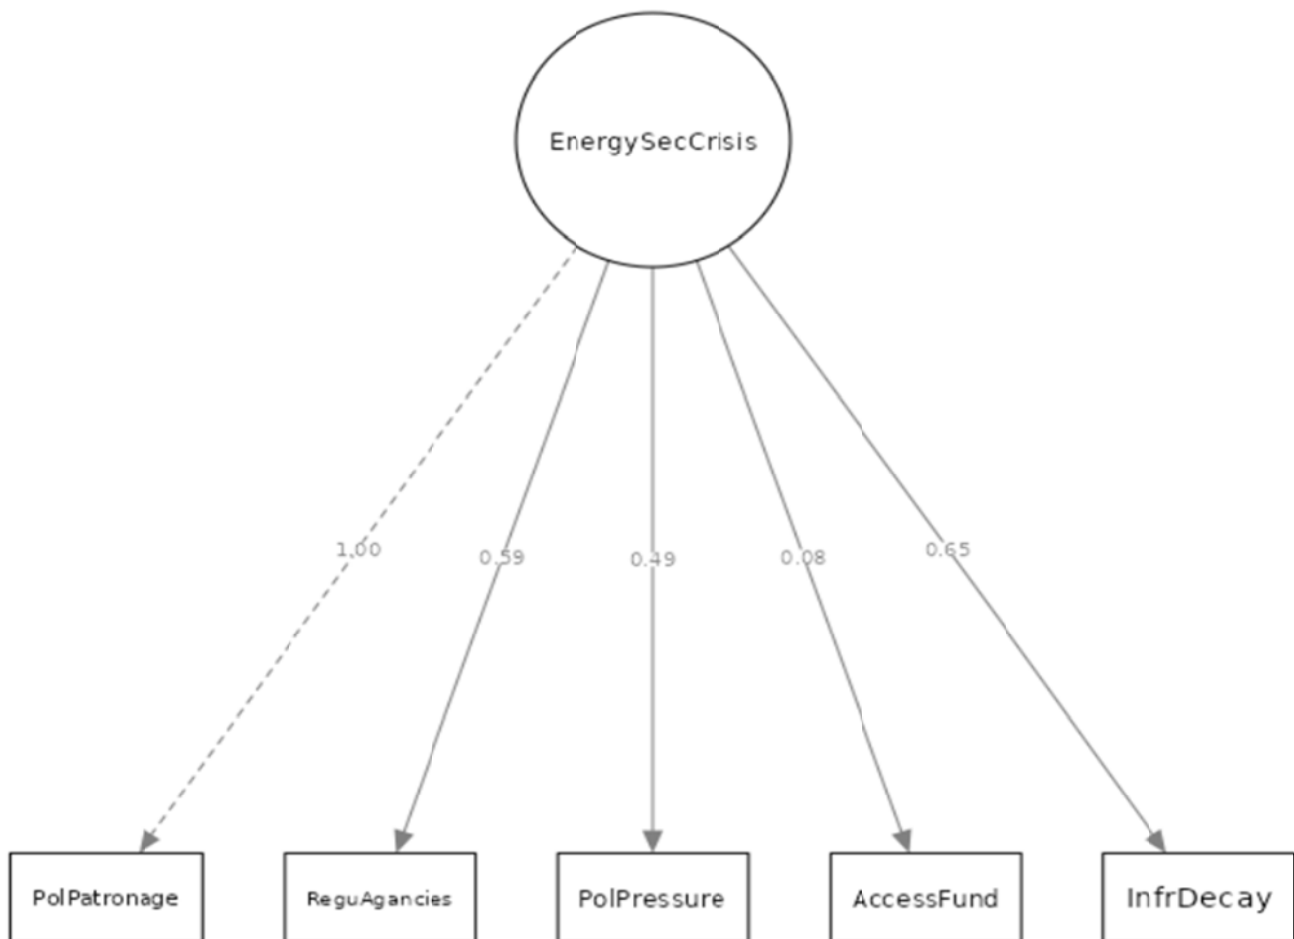 EnergySecCrisis
1.00
0.59
0.49
0.08
0.65
PolPatronage
ReguAgancies
PolPressure
AccessFund
InfrDecay